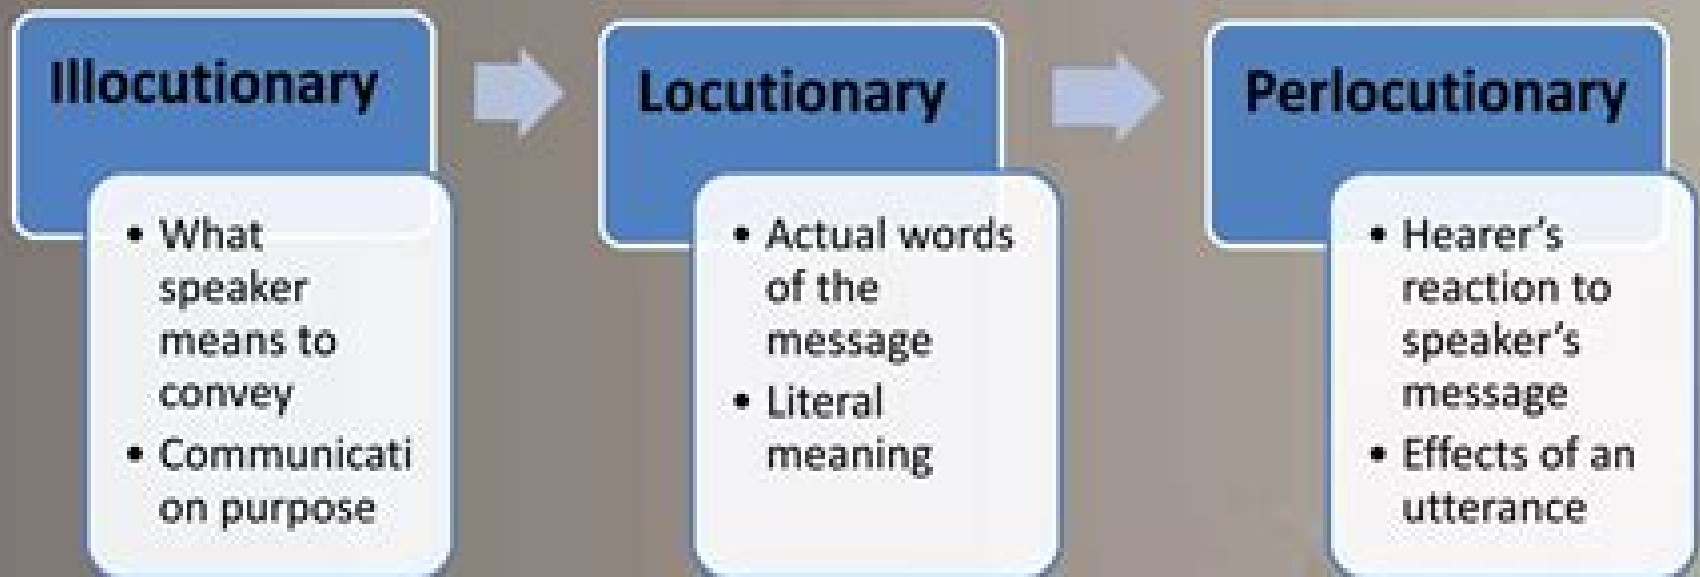 Illocutionary
• What
speaker
means to
convey
• Communicati
on purpose
Locutionary
• Actual words
of the
message
• Literal
meaning
Perlocutionary
• Hearer's
reaction to
speaker's
message
• Effects of an
utterance